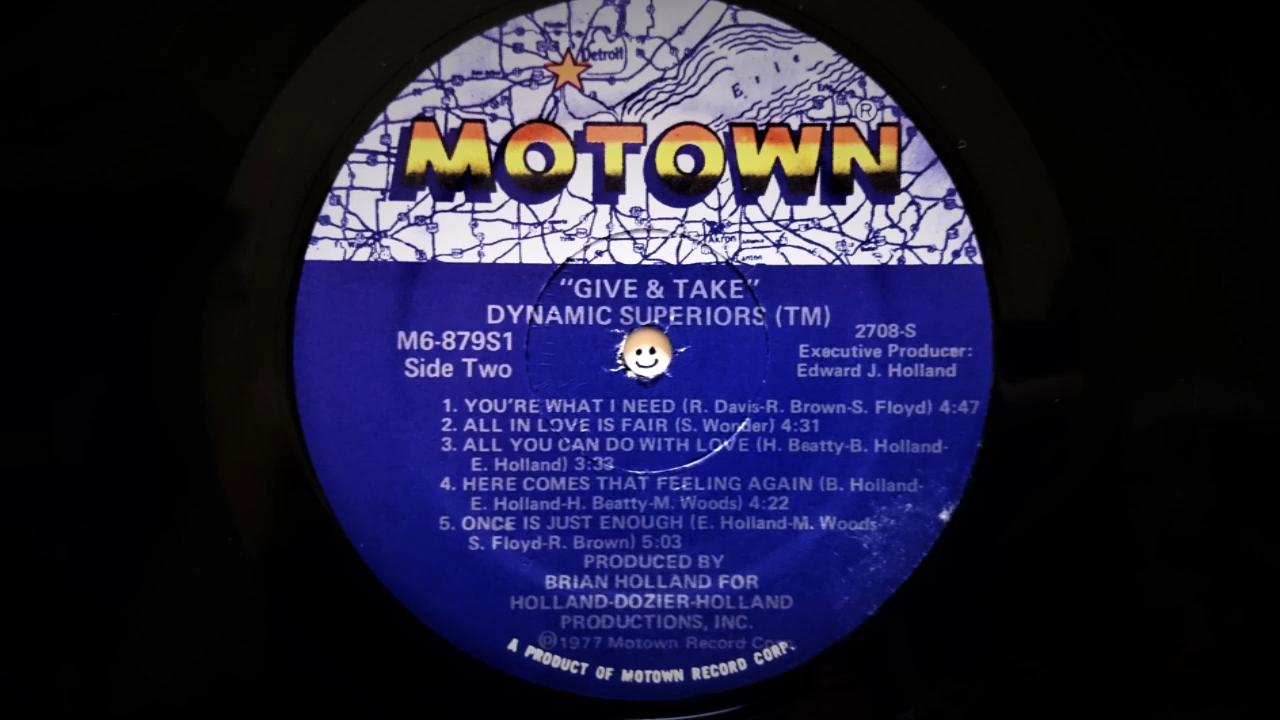 Detroit
Erie
®
MOTOWN
Akron
"GIVE & TAKE"
DYNAMIC SUPERIORS (TM)
M6-879S1
Side Two
2708-S
Executive Producer:
Edward J. Holland
1. YOU'RE WHAT I NEED (R. Davis-R. Brown-S. Floyd) 4:47
2. ALL IN LOVE IS FAIR (S. Wonder) 4:31
3. ALL YOU CAN DO WITH LOVE (H. Beatty-B. Holland-
E. Holland) 3:33
4. HERE COMES THAT FEELING AGAIN (B. Holland-
E. Holland-H. Beatty-M. Woods) 4:22
5. ONCE IS JUST ENOUGH (E. Holland-M. Woods-
S. Floyd-R. Brown) 5:03
PRODUCED BY
BRIAN HOLLAND FOR
HOLLAND-DOZIER-HOLLAND
PRODUCTIONS, INC.
℗1977 Motown Record Corp.
A PRODUCT OF MOTOWN RECORD CORP.